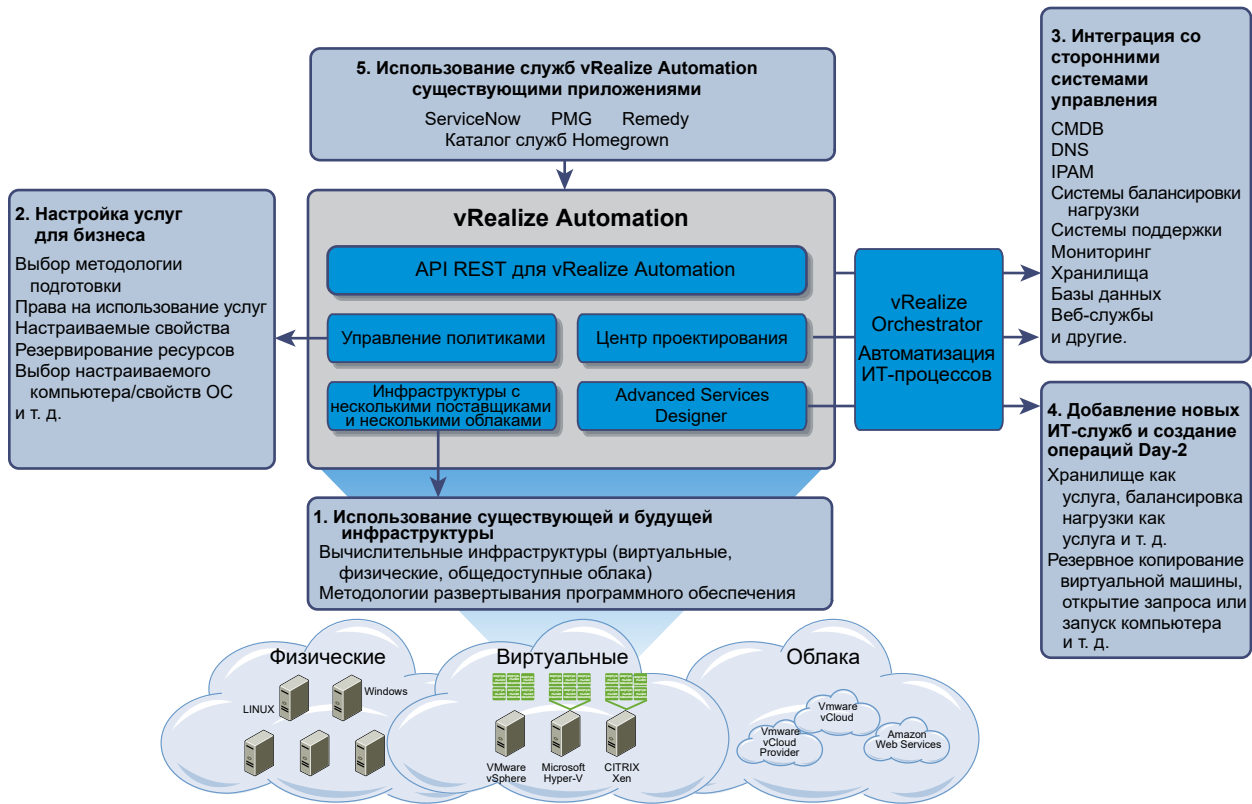 5. Использование служб vRealize Automation
существующими приложениями
ServiceNow PMG Remedy
Каталог служб Homegrown
3. Интеграция со
сторонними
системами
управления
CMDB
DNS
IPAM
Системы балансировки
нагрузки
Системы поддержки
Мониторинг
Хранилища
Базы данных
Веб-службы
и другие.
2. Настройка услуг
для бизнеса
Выбор методологии
подготовки
Права на использование услуг
Настраиваемые свойства
Резервирование ресурсов
Выбор настраиваемого
компьютера/свойств ОС
и т. д.
vRealize Automation
API REST для vRealize Automation
Управление политиками
Центр проектирования
Инфраструктуры с
несколькими поставщиками
и несколькими облаками
Advanced Services
Designer
vRealize
Orchestrator
Автоматизация
ИТ-процессов
4. Добавление новых
ИТ-служб и создание
операций Day-2
Хранилище как
услуга, балансировка
нагрузки как
услуга и т. д.
Резервное копирование
виртуальной машины,
открытие запроса или
запуск компьютера
и т. д.
1. Использование существующей и будущей
инфраструктуры
Вычислительные инфраструктуры (виртуальные,
физические, общедоступные облака)
Методологии развертывания программного обеспечения
Физические
LINUX
Windows
Виртуальные
VMware
vSphere
Microsoft
Hyper-V
CITRIX
Xen
Облака
Vmware
vCloud
Vmware
vCloud
Provider
Amazon
Web Services